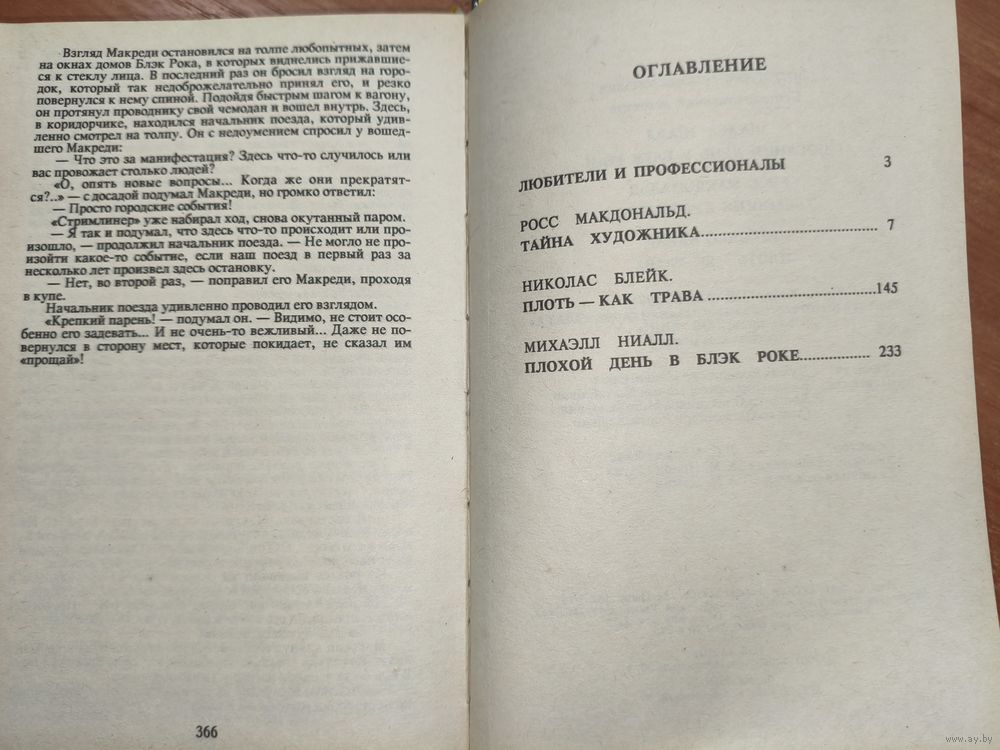 Взгляд Макреди остановился на толпе любопытных, затем
на окнах домов Блэк Рока, в которых виднелись прижавшие-
ся к стеклу лица. В последний раз он бросил взгляд на горо-
док, который так недоброжелательно принял его, и резко
повернулся к нему спиной. Подойдя быстрым шагом к вагону,
он протянул проводнику свой чемодан и вошел внутрь. Здесь,
в коридорчике, находился начальник поезда, который удив-
ленно смотрел на толпу. Он с недоумением спросил у вошед-
шего Макреди:
— Что это за манифестация? Здесь что-то случилось или
вас провожает столько людей?
«О, опять новые вопросы... Когда же они прекратят-
ся?..» — с досадой подумал Макреди, но громко ответил:
— Просто городские события!
«Стримлинер» уже набирал ход, снова окутанный паром.
— Я так и подумал, что здесь что-то происходит или про-
изошло, — продолжил начальник поезда. — Не могло не про-
изойти какое-то событие, если наш поезд в первый раз за
несколько лет произвел здесь остановку.
— Нет, во второй раз, — поправил его Макреди, проходя
в купе.
Начальник поезда удивленно проводил его взглядом.
«Крепкий парень! — подумал он. — Видимо, не стоит осо-
бенно его задевать... И не очень-то вежливый... Даже не по-
вернулся в сторону мест, которые покидает, не сказал им
«прощай»!
366
ОГЛАВЛЕНИЕ
ЛЮБИТЕЛИ И ПРОФЕССИОНАЛЫ 3
РОСС МАКДОНАЛЬД.
ТАЙНА ХУДОЖНИКА.................................. 7
НИКОЛАС БЛЕЙК.
ПЛОТЬ — КАК ТРАВА ................................145
МИХАЭЛЛ НИАЛЛ.
ПЛОХОЙ ДЕНЬ В БЛЭК РОКЕ................. 233
www.ay.by